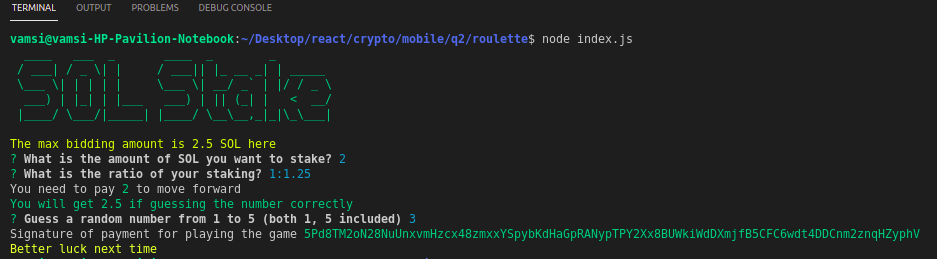 TERMINAL OUTPUT PROBLEMS DEBUG CONSOLE
vamsi@vamsi-HP-Pavilion-Notebook:~/Desktop/react/crypto/mobile/q2/roulette$ node index.js
SOL Stake
The max bidding amount is 2.5 SOL here
? What is the amount of SOL you want to stake? 2
? What is the ratio of your staking? 1:1.25
You need to pay 2 to move forward
You will get 2.5 if guessing the number correctly
? Guess a random number from 1 to 5 (both 1, 5 included) 3
Signature of payment for playing the game 5Pd8TM2oN28NuUnxvmHzcx48zmxxYSpybKdHaGpRANypTPY2Xx8BUWkiWdDXmjfB5CFC6wdt4DDCnm2znqHZyphV
Better luck next time